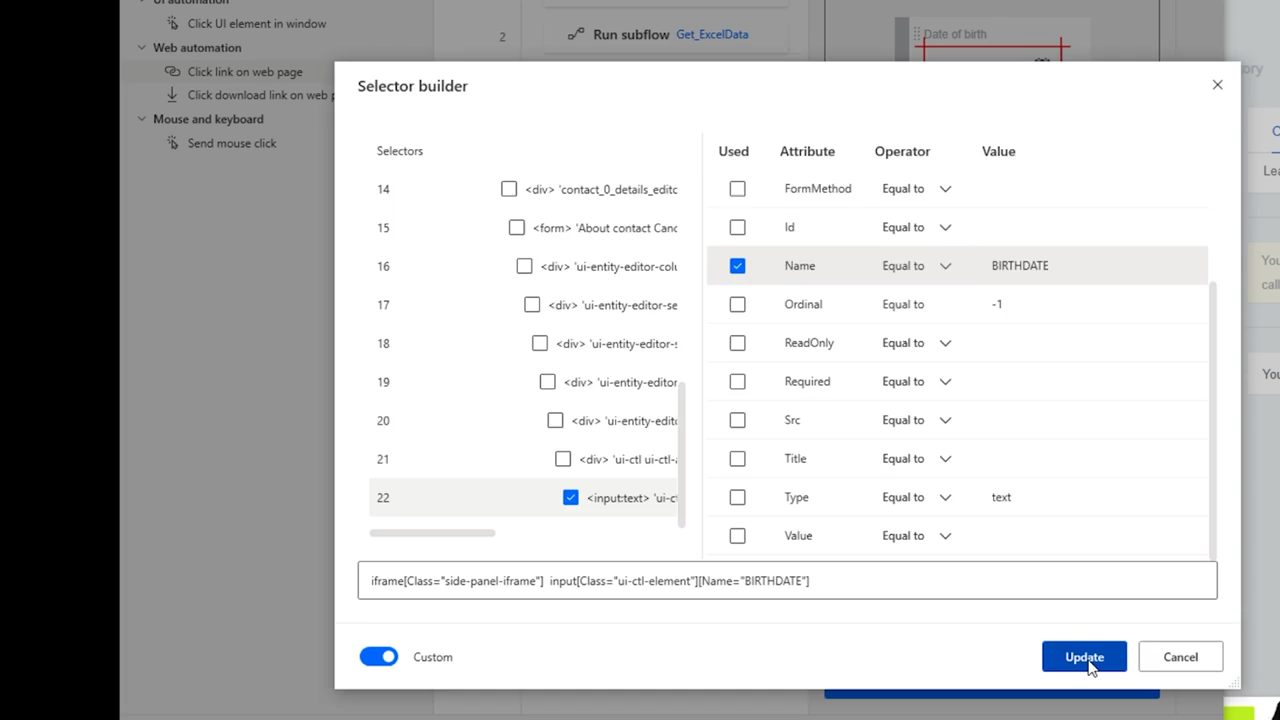 UI automation
Click UI element in window
Web automation
Click link on web page
Click download link on web p
Mouse and keyboard
Send mouse click
2
Run subflow Get_ExcelData
Date of birth
ory
Selector builder
Selectors
Used Attribute Operator Value
14 <div> 'contact_0_details_editc
15 <form> 'About contact Canc
16 <div> 'ui-entity-editor-colu
17 <div> 'ui-entity-editor-se
18 <div> 'ui-entity-editor-s
19 <div> 'ui-entity-editor
20 <div> 'ui-entity-edito
21 <div> 'ui-ctl ui-ctl-a
22 <input:text> 'ui-ct
FormMethod Equal to
Id Equal to
Name Equal to BIRTHDATE
Ordinal Equal to -1
ReadOnly Equal to
Required Equal to
Src Equal to
Title Equal to
Type Equal to text
Value Equal to
iframe[Class="side-panel-iframe"] input[Class="ui-ctl-element"][Name="BIRTHDATE"]
Custom
Update
Cancel
Lea
You
call
You